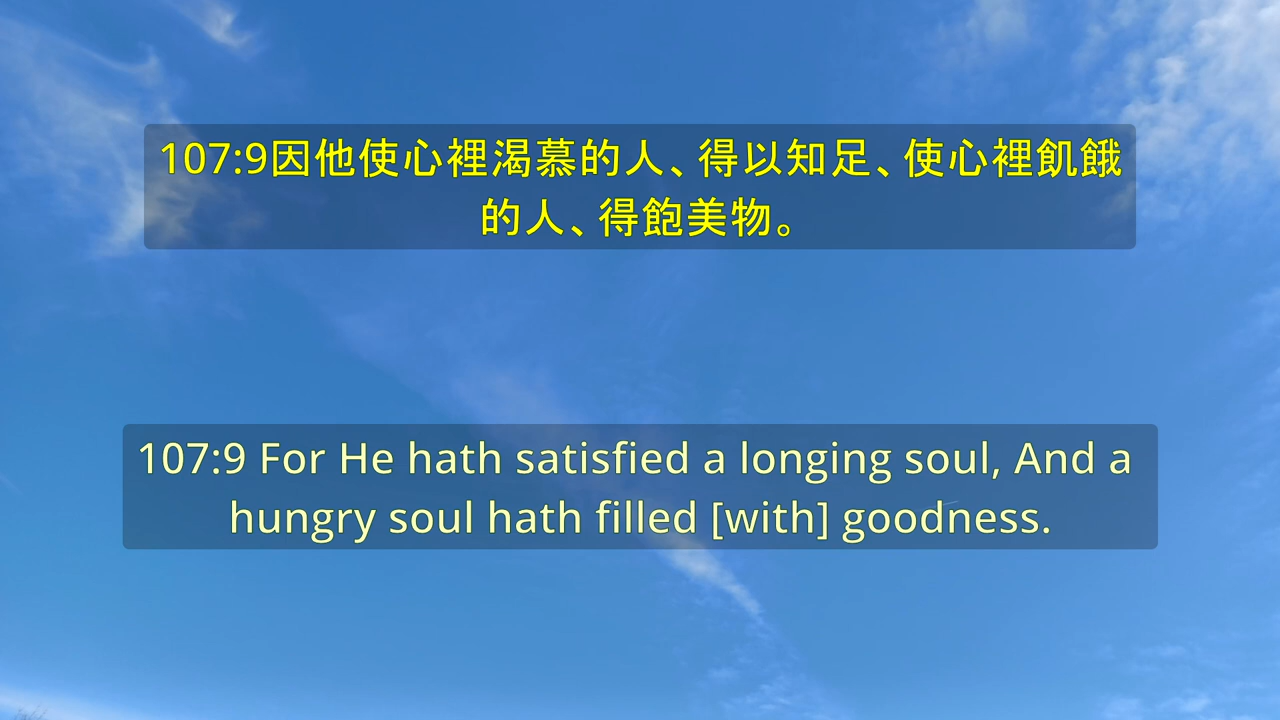 107:9因他使心裡渴慕的人、得以知足、使心裡飢餓
的人、得飽美物。
107:9 For He hath satisfied a longing soul, And a
hungry soul hath filled [with] goodness.